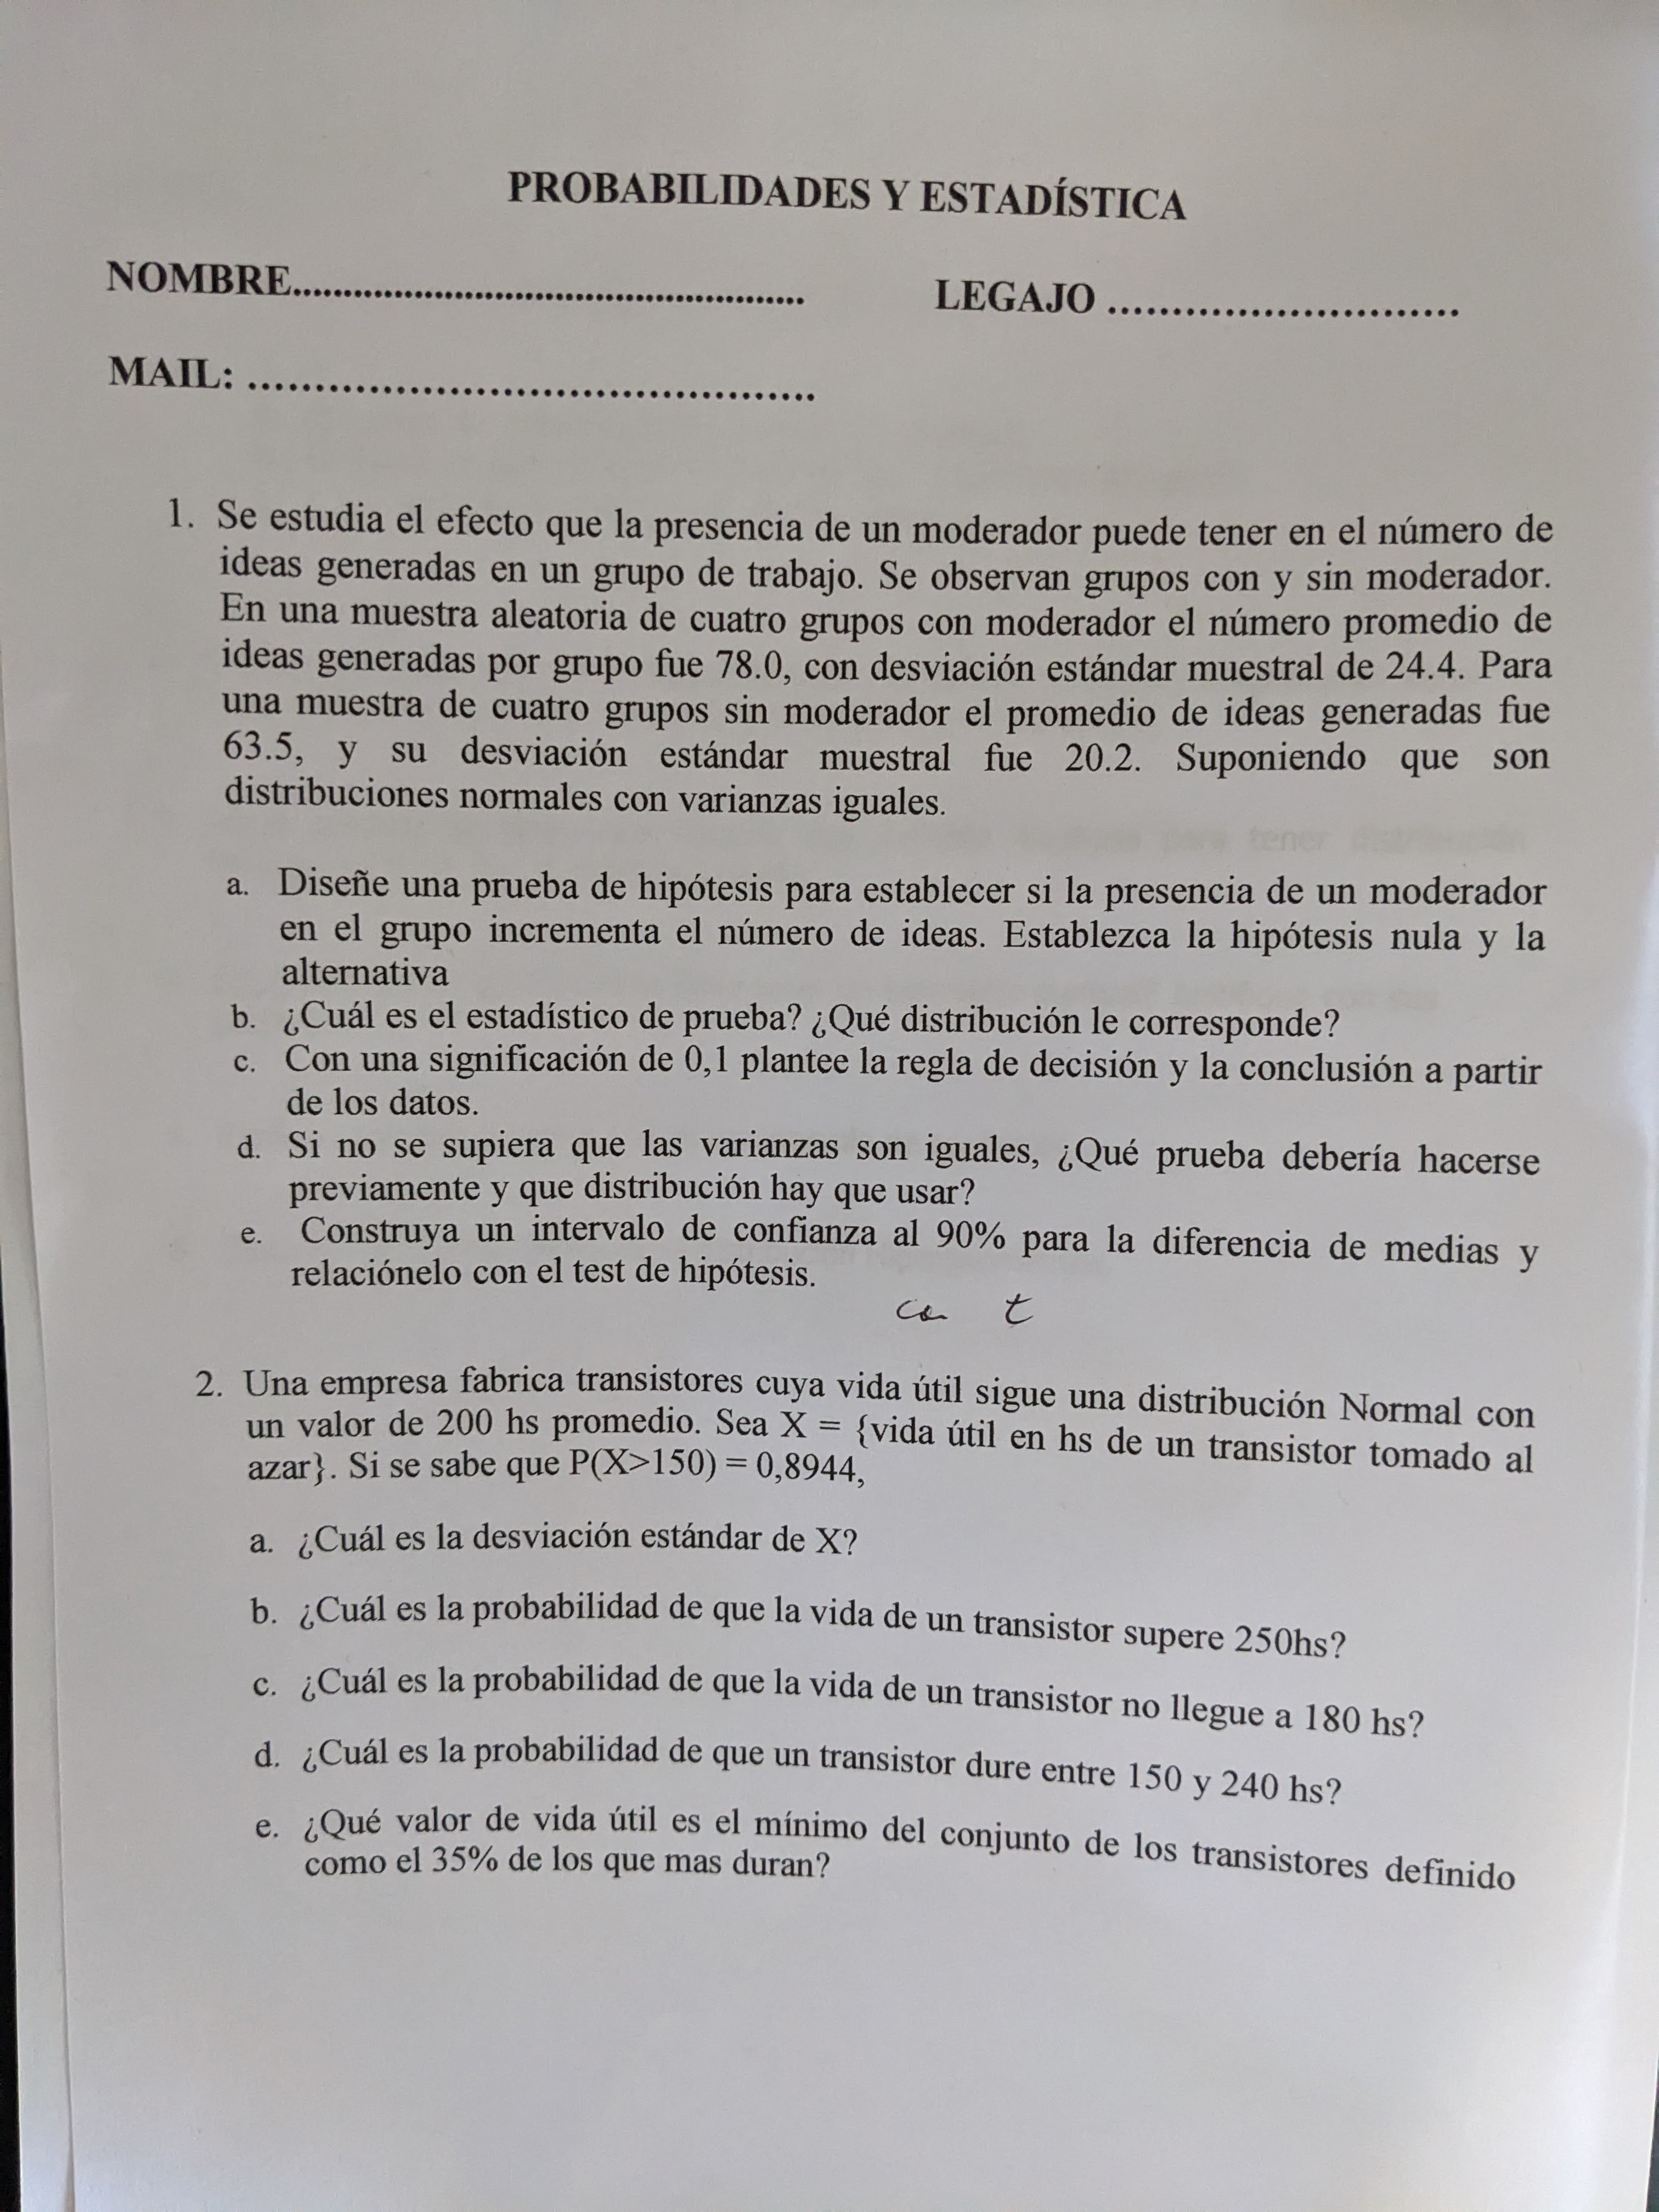 PROBABILIDADES Y ESTADÍSTICA
NOMBRE....................................................
LEGAJO ...........................
MAIL: ..........................................
1. Se estudia el efecto que la presencia de un moderador puede tener en el número de
ideas generadas en un grupo de trabajo. Se observan grupos con y sin moderador.
En una muestra aleatoria de cuatro grupos con moderador el número promedio de
ideas generadas por grupo fue 78.0, con desviación estándar muestral de 24.4. Para
una muestra de cuatro grupos sin moderador el promedio de ideas generadas fue
63.5, y su desviación estándar muestral fue 20.2. Suponiendo que son
distribuciones normales con varianzas iguales.
a. Diseñe una prueba de hipótesis para establecer si la presencia de un moderador
en el grupo incrementa el número de ideas. Establezca la hipótesis nula y la
alternativa
b. ¿Cuál es el estadístico de prueba? ¿Qué distribución le corresponde?
c. Con una significación de 0,1 plantee la regla de decisión y la conclusión a partir
de los datos.
d. Si no se supiera que las varianzas son iguales, ¿Qué prueba debería hacerse
previamente y que distribución hay que usar?
e. Construya un intervalo de confianza al 90% para la diferencia de medias y
relaciónelo con el test de hipótesis.
con t
2. Una empresa fabrica transistores cuya vida útil sigue una distribución Normal con
un valor de 200 hs promedio. Sea X = {vida útil en hs de un transistor tomado al
azar}. Si se sabe que P(X>150) = 0,8944,
a. ¿Cuál es la desviación estándar de X?
b. ¿Cuál es la probabilidad de que la vida de un transistor supere 250hs?
c. ¿Cuál es la probabilidad de que la vida de un transistor no llegue a 180 hs?
d. ¿Cuál es la probabilidad de que un transistor dure entre 150 y 240 hs?
e. ¿Qué valor de vida útil es el mínimo del conjunto de los transistores definido
como el 35% de los que mas duran?